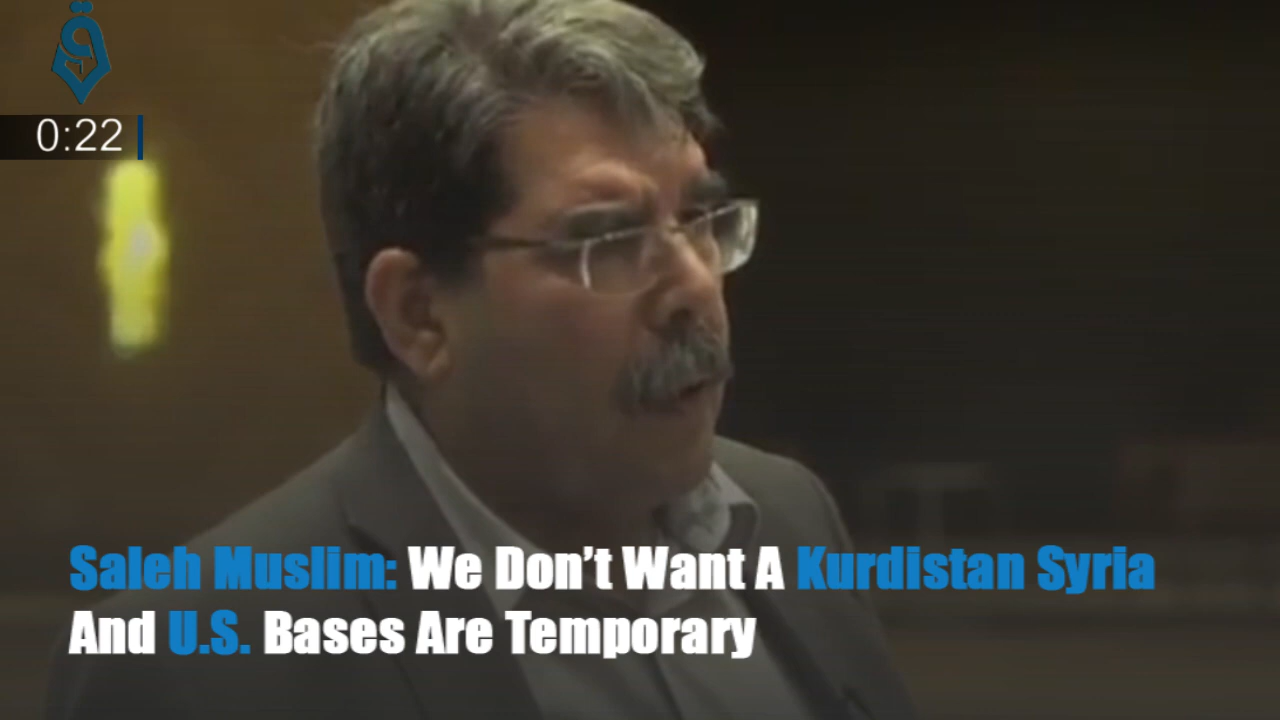 0:22
Saleh Muslim: We Don’t Want A Kurdistan Syria
And U.S. Bases Are Temporary